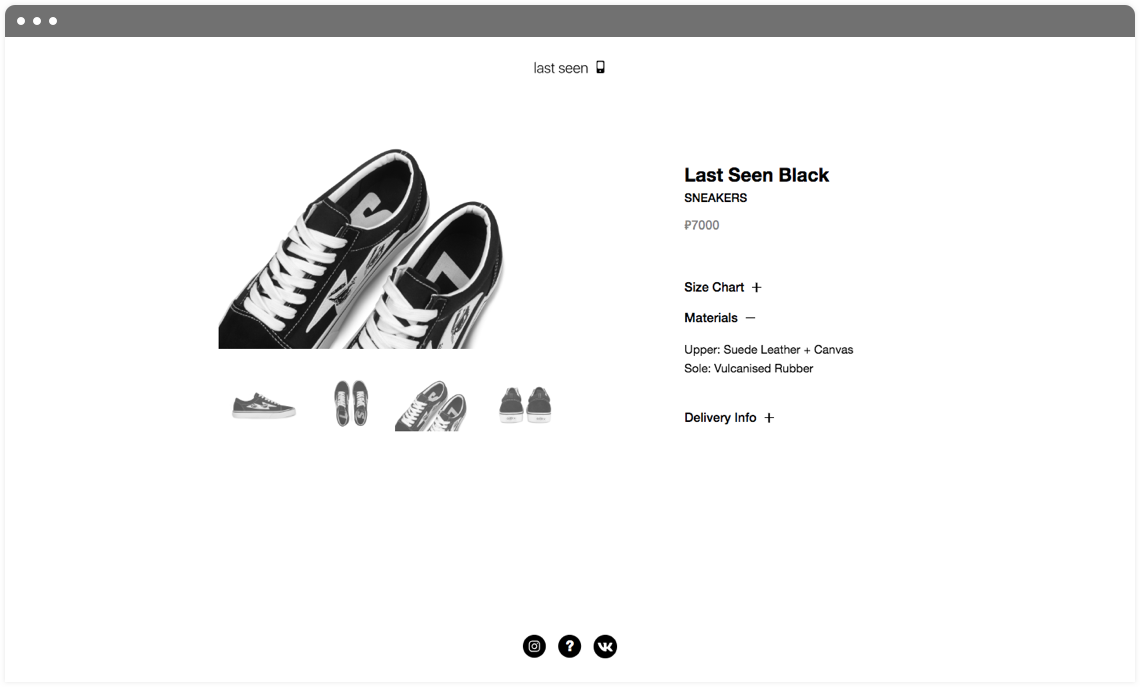 last seen
Last Seen Black
SNEAKERS
₽7000
Size Chart +
Materials —
Upper: Suede Leather + Canvas
Sole: Vulcanised Rubber
Delivery Info +
?